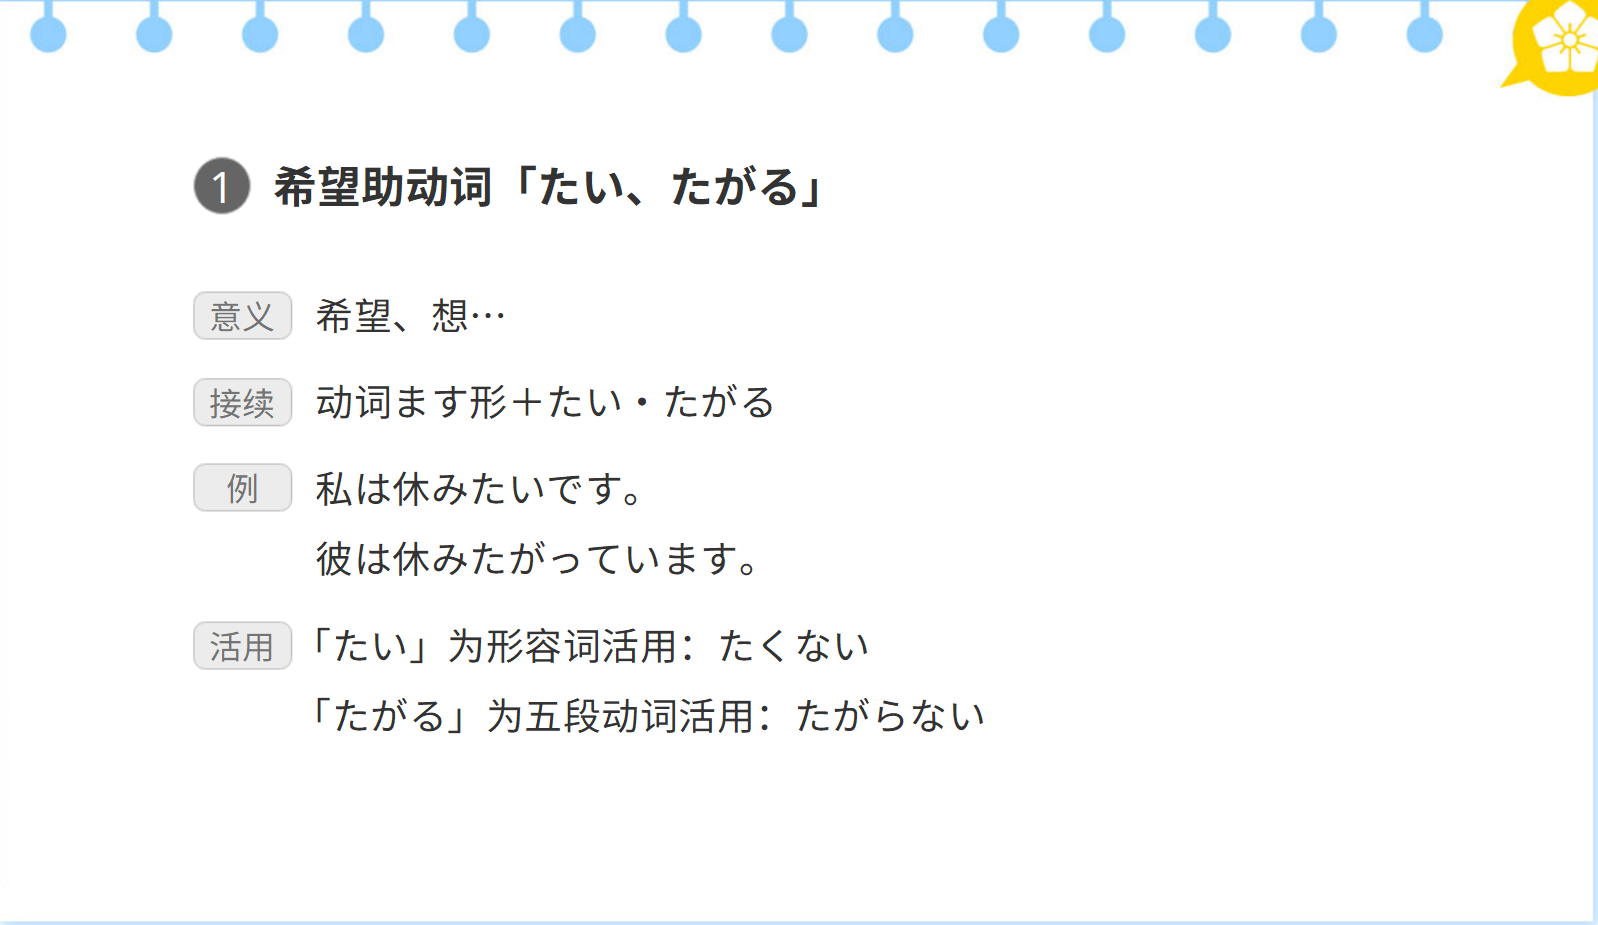 1 希望助动词「たい、たがる」
意义 希望、想…
接续 动词ます形＋たい・たがる
例 私は休みたいです。
彼は休みたがっています。
活用 「たい」为形容词活用：たくない
「たがる」为五段动词活用：たがらない